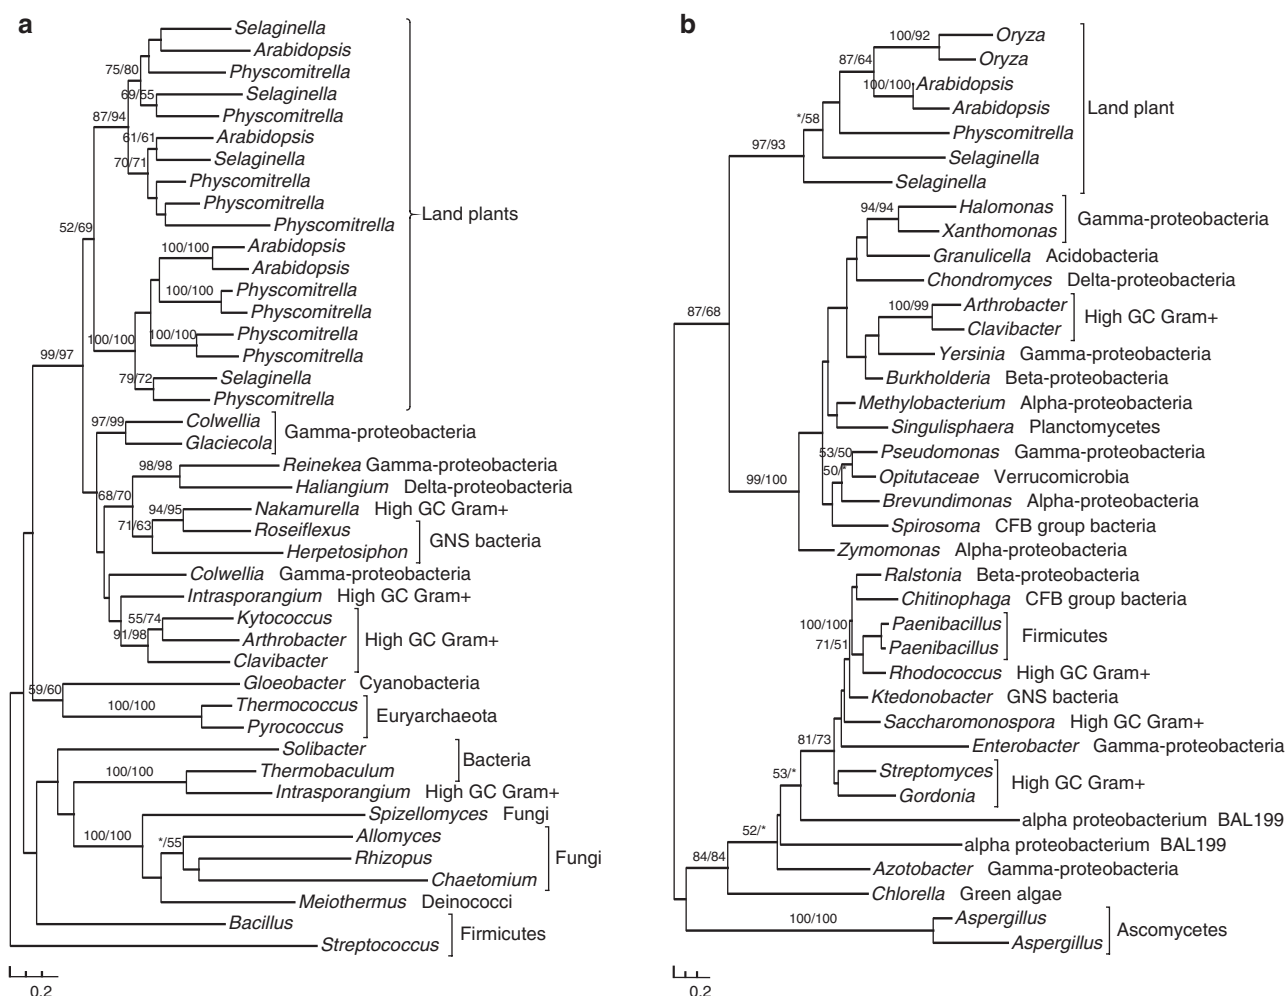 a
Selaginella
Arabidopsis
75/80
Physcomitrella
69/55
Selaginella
87/94
Physcomitrella
61/61
Arabidopsis
70/71
Selaginella
Physcomitrella
Physcomitrella
Physcomitrella
Land plants
52/69
100/100
Arabidopsis
Arabidopsis
100/100
Physcomitrella
Physcomitrella
100/100
100/100
Physcomitrella
Physcomitrella
99/97
79/72
Selaginella
Physcomitrella
97/99
Colwellia
Glaciecola
Gamma-proteobacteria
98/98
Reinekea Gamma-proteobacteria
Haliangium Delta-proteobacteria
68/70
94/95
Nakamurella High GC Gram+
71/63
Roseiflexus
Herpetosiphon
GNS bacteria
Colwellia Gamma-proteobacteria
Intrasporangium High GC Gram+
55/74
Kytococcus
91/98
Arthrobacter
Clavibacter
High GC Gram+
59/60
Gloeobacter Cyanobacteria
100/100
Thermococcus
Pyrococcus
Euryarchaeota
Solibacter
100/100
Thermobaculum
Bacteria
Intrasporangium High GC Gram+
Spizellomyces Fungi
100/100
*/55
Allomyces
Rhizopus
Chaetomium
Fungi
Meiothermus Deinococci
Bacillus
Streptococcus
Firmicutes
0.2
b
100/92
Oryza
87/64
Oryza
100/100
Arabidopsis
Arabidopsis
Land plant
*/58
Physcomitrella
97/93
Selaginella
Selaginella
94/94
Halomonas
Xanthomonas
Gamma-proteobacteria
Granulicella Acidobacteria
Chondromyces Delta-proteobacteria
100/99
Arthrobacter
Clavibacter
High GC Gram+
87/68
Yersinia Gamma-proteobacteria
Burkholderia Beta-proteobacteria
Methylobacterium Alpha-proteobacteria
Singulisphaera Planctomycetes
53/50
Pseudomonas Gamma-proteobacteria
50/*
Opitutaceae Verrucomicrobia
99/100
Brevundimonas Alpha-proteobacteria
Spirosoma CFB group bacteria
Zymomonas Alpha-proteobacteria
Ralstonia Beta-proteobacteria
Chitinophaga CFB group bacteria
100/100
Paenibacillus
71/51
Paenibacillus
Firmicutes
Rhodococcus High GC Gram+
Ktedonobacter GNS bacteria
Saccharomonospora High GC Gram+
81/73
Enterobacter Gamma-proteobacteria
53/*
Streptomyces
Gordonia
High GC Gram+
alpha proteobacterium BAL199
52/*
alpha proteobacterium BAL199
84/84
Azotobacter Gamma-proteobacteria
Chlorella Green algae
100/100
Aspergillus
Aspergillus
Ascomycetes
0.2